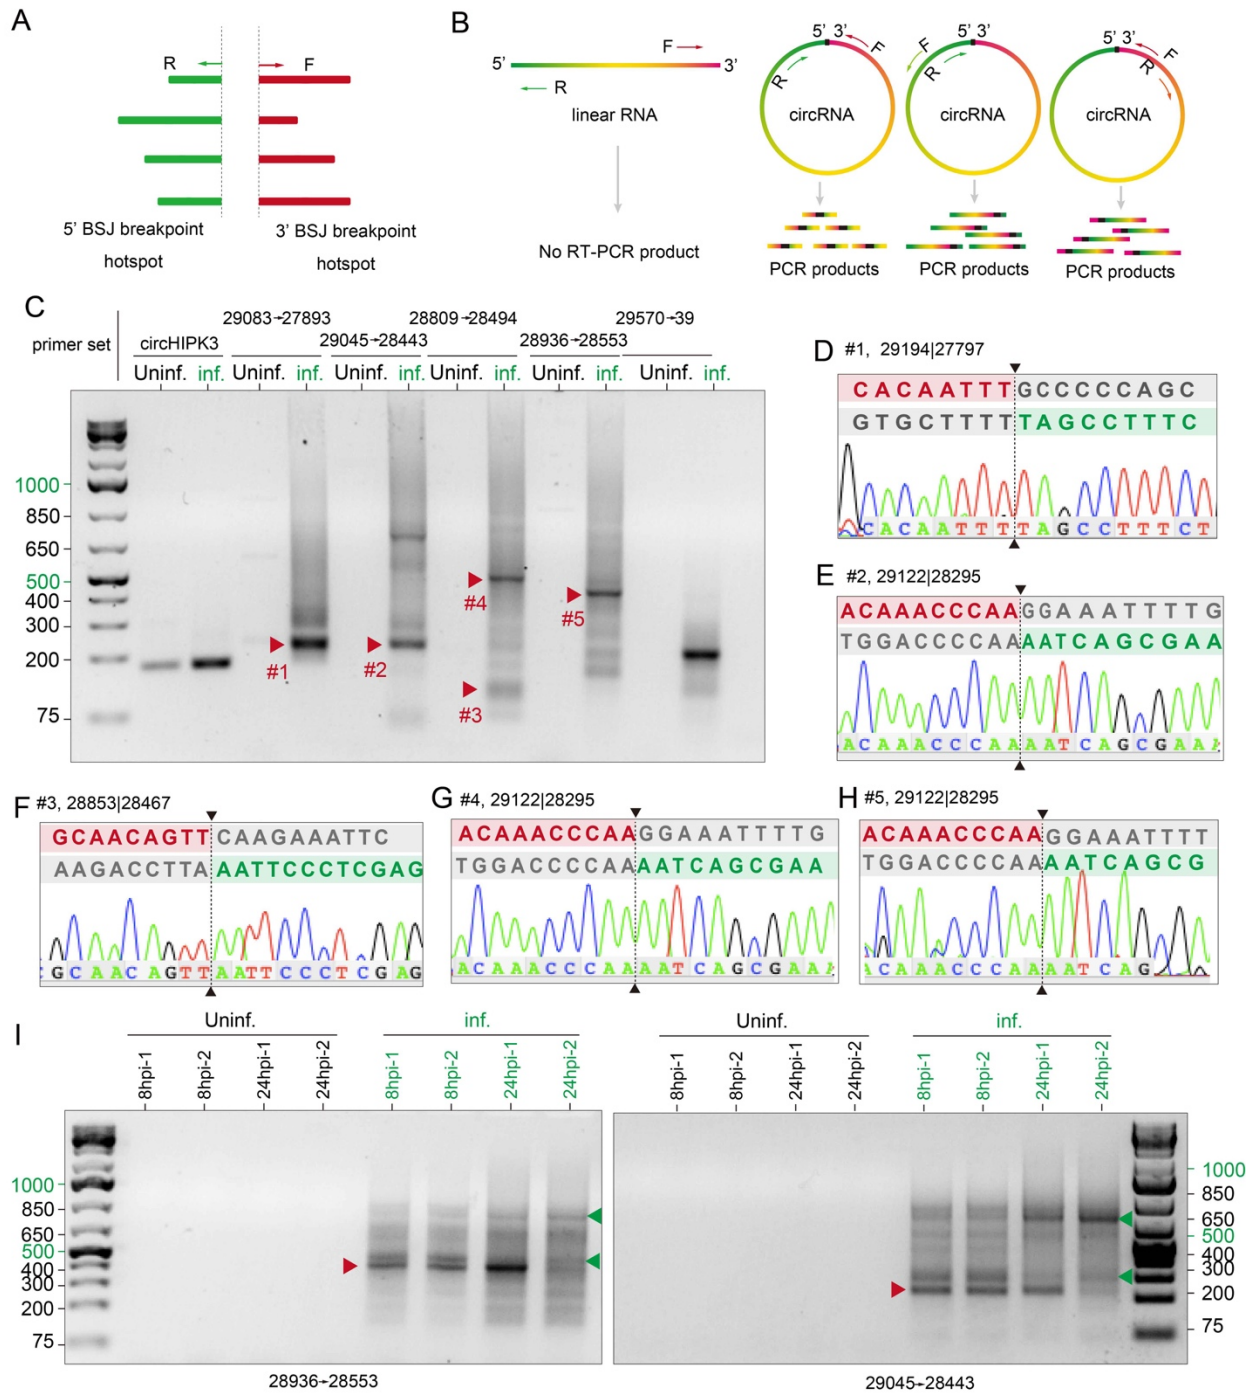 A
R
F
5' BSJ breakpoint
hotspot
3' BSJ breakpoint
hotspot
B
5'
F
3'
R
linear RNA
No RT-PCR product
5' 3'
F
R
circRNA
PCR products
5' 3'
F
R
circRNA
PCR products
5' 3'
F
R
circRNA
PCR products
C
primer set
circHIPK3
29083→27893
29045→28443
28809→28494
28936→28553
29570→39
Uninf. inf. Uninf. inf. Uninf. inf. Uninf. inf. Uninf. inf. Uninf. inf.
1000
850
650
500
400
300
200
75
#1
#2
#3
#4
#5
D
#1, 29194|27797
CACAATTTGCCCCCAGC
GTGCTTTTTAGCCTTTC
CACAATTTTAGCCTTTCT
E
#2, 29122|28295
ACAAACCCAAGGAAATTTTG
TGGACCCCAAAATCAGCGAA
ACAAACCCAAAATCAGCGAAA
F
#3, 28853|28467
GCAACAGTTCAAGAAATTC
AAGACCTTAAATTCCCTCGAG
GCAACAGTTAATTCCCTCGAG
G
#4, 29122|28295
ACAAACCCAAGGAAATTTTG
TGGACCCCAAAATCAGCGAA
ACAAACCCAAAATCAGCGAAA
H
#5, 29122|28295
ACAAACCCAAGGAAATTTT
TGGACCCCAAAATCAGCG
ACAAACCCAAAATCAG
I
Uninf.
inf.
8hpi-1
8hpi-2
24hpi-1
24hpi-2
8hpi-1
8hpi-2
24hpi-1
24hpi-2
1000
850
650
500
400
300
200
75
28936→28553
Uninf.
inf.
8hpi-1
8hpi-2
24hpi-1
24hpi-2
8hpi-1
8hpi-2
24hpi-1
24hpi-2
1000
850
650
500
400
300
200
75
29045→28443